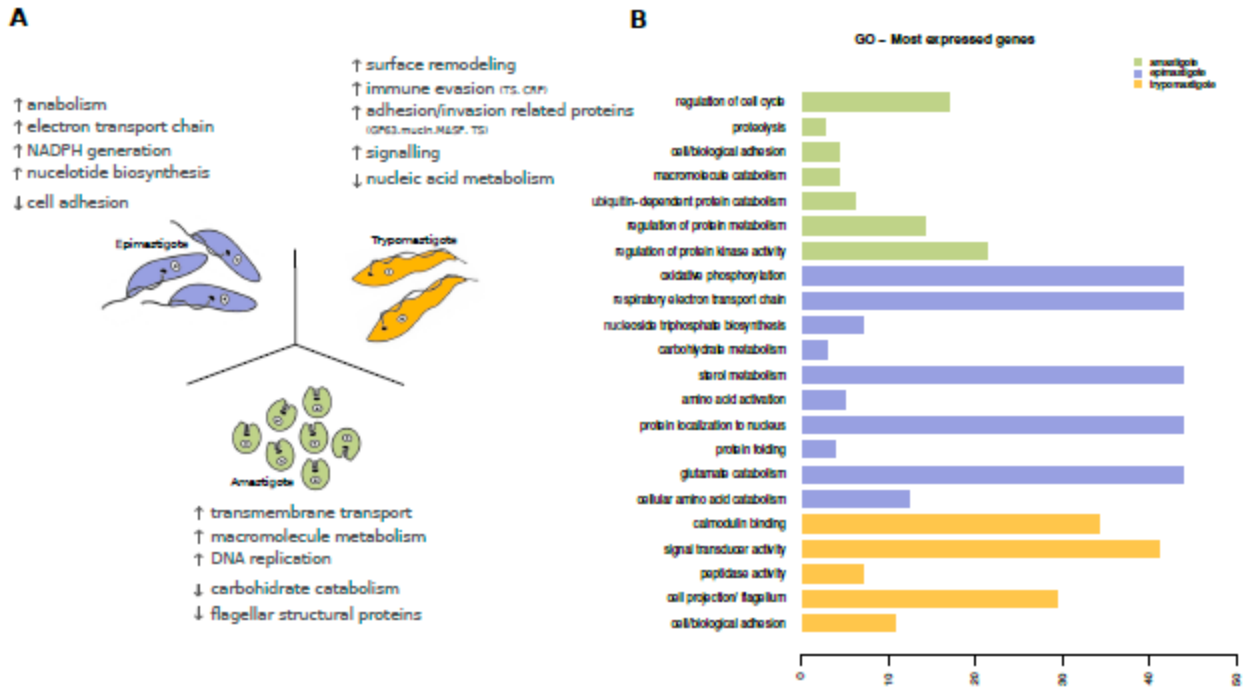 A
↑ anabolism
↑ electron transport chain
↑ NADPH generation
↑ nucelotide biosynthesis
↓ cell adhesion
↑ surface remodeling
↑ immune evasion (TS, CRP)
↑ adhesion/invasion related proteins
(GP63,mucin,MASP, TS)
↑ signalling
↓ nucleic acid metabolism
Epimastigote
Trypomastigote
Amastigote
↑ transmembrane transport
↑ macromolecule metabolism
↑ DNA replication
↓ carbohidrate catabolism
↓ flagellar structural proteins
B
GO – Most expressed genes
amastigote
epimastigote
trypomastigote
regulation of cell cycle
proteolysis
cell/biological adhesion
macromolecule catabolism
ubiquitin-dependent protein catabolism
regulation of protein metabolism
regulation of protein kinase activity
oxidative phosphorylation
respiratory electron transport chain
nucleoside triphosphate biosynthesis
carbohydrate metabolism
sterol metabolism
amino acid activation
protein localization to nucleus
protein folding
glutamate catabolism
cellular amino acid catabolism
calmodulin binding
signal transducer activity
peptidase activity
cell projection/ flagellum
cell/biological adhesion
0 10 20 30 40 50